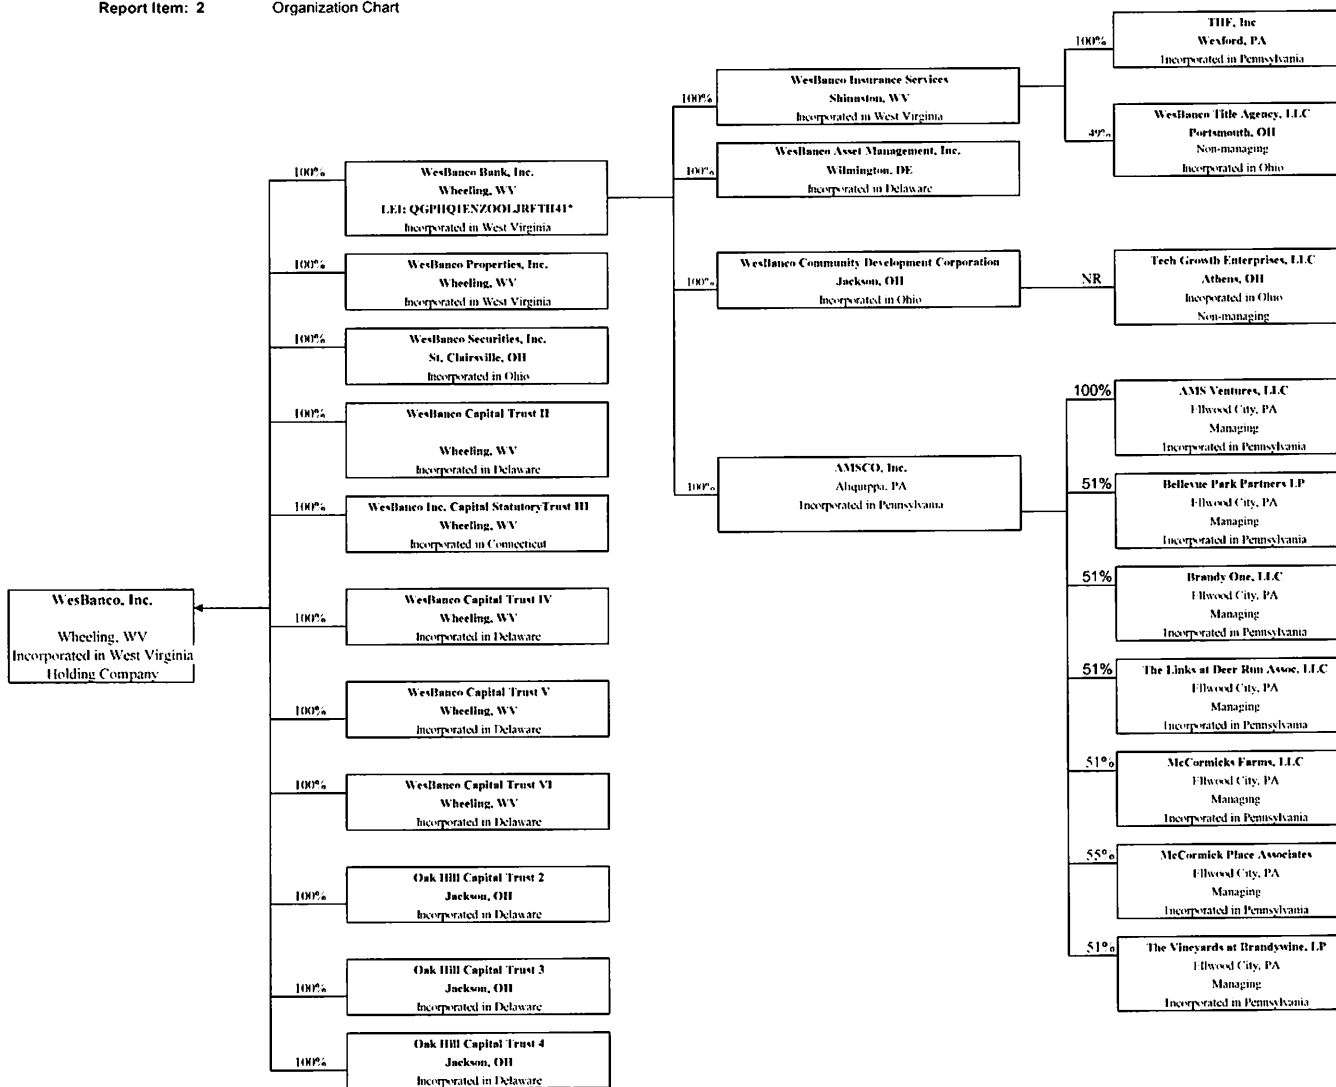 Report Item: 2 Organization Chart
WesBanco, Inc.
Wheeling, WV
Incorporated in West Virginia
Holding Company
100%
WesBanco Bank, Inc.
Wheeling, WV
LEI:
Incorporated in West Virginia
100%
WesBanco Properties, Inc.
Wheeling, WV
Incorporated in West Virginia
100%
WesBanco Securities, Inc.
St. Clairsville, OH
Incorporated in Ohio
100%
WesBanco Capital Trust II
Wheeling, WV
Incorporated in Delaware
100%
WesBanco Inc. Capital StatutoryTrust III
Wheeling, WV
Incorporated in Connecticut
100%
WesBanco Capital Trust IV
Wheeling, WV
Incorporated in Delaware
100%
WesBanco Capital Trust V
Wheeling, WV
Incorporated in Delaware
100%
WesBanco Capital Trust VI
Wheeling, WV
Incorporated in Delaware
100%
Oak Hill Capital Trust 2
Jackson, OH
Incorporated in Delaware
100%
Oak Hill Capital Trust 3
Jackson, OH
Incorporated in Delaware
100%
Oak Hill Capital Trust 4
Jackson, OH
Incorporated in Delaware
100%
WesBanco Insurance Services
Shinnston, WV
Incorporated in West Virginia
100%
WesBanco Asset Management, Inc.
Wilmington, DE
Incorporated in Delaware
100%
WesBanco Community Development Corporation
Jackson, OH
Incorporated in Ohio
100%
AMSCO, Inc.
Aliquippa, PA
Incorporated in Pennsylvania
100%
Inc
Wexford, PA
Incorporated in Pennsylvania
49%
WesBanco Title Agency, LLC
Portsmouth, OH
Non-managing
Incorporated in Ohio
NR
Tech Growth Enterprises, LLC
Athens, OH
Incoporated in Ohio
Non-managing
100%
AMS Ventures, LLC
Ellwood City, PA
Managing
Incorporated in Pennsylvania
51%
Bellevue Park Partners LP
Ellwood City, PA
Managing
Incorporated in Pennsylvania
51%
Brandy One, LLC
Ellwood City, PA
Managing
Incorporated in Pennsylvania
51%
The Links at Deer Run Assoc, LLC
Ellwood City, PA
Managing
Incorporated in Pennsylvania
51%
McCormicks Farms, LLC
Ellwood City, PA
Managing
Incorporated in Pennsylvania
55%
McCormick Place Associates
Ellwood City, PA
Managing
Incorporated in Pennsylvania
51%
The Vineyards at Brandywine, LP
Ellwood City, PA
Managing
Incorporated in Pennsylvania